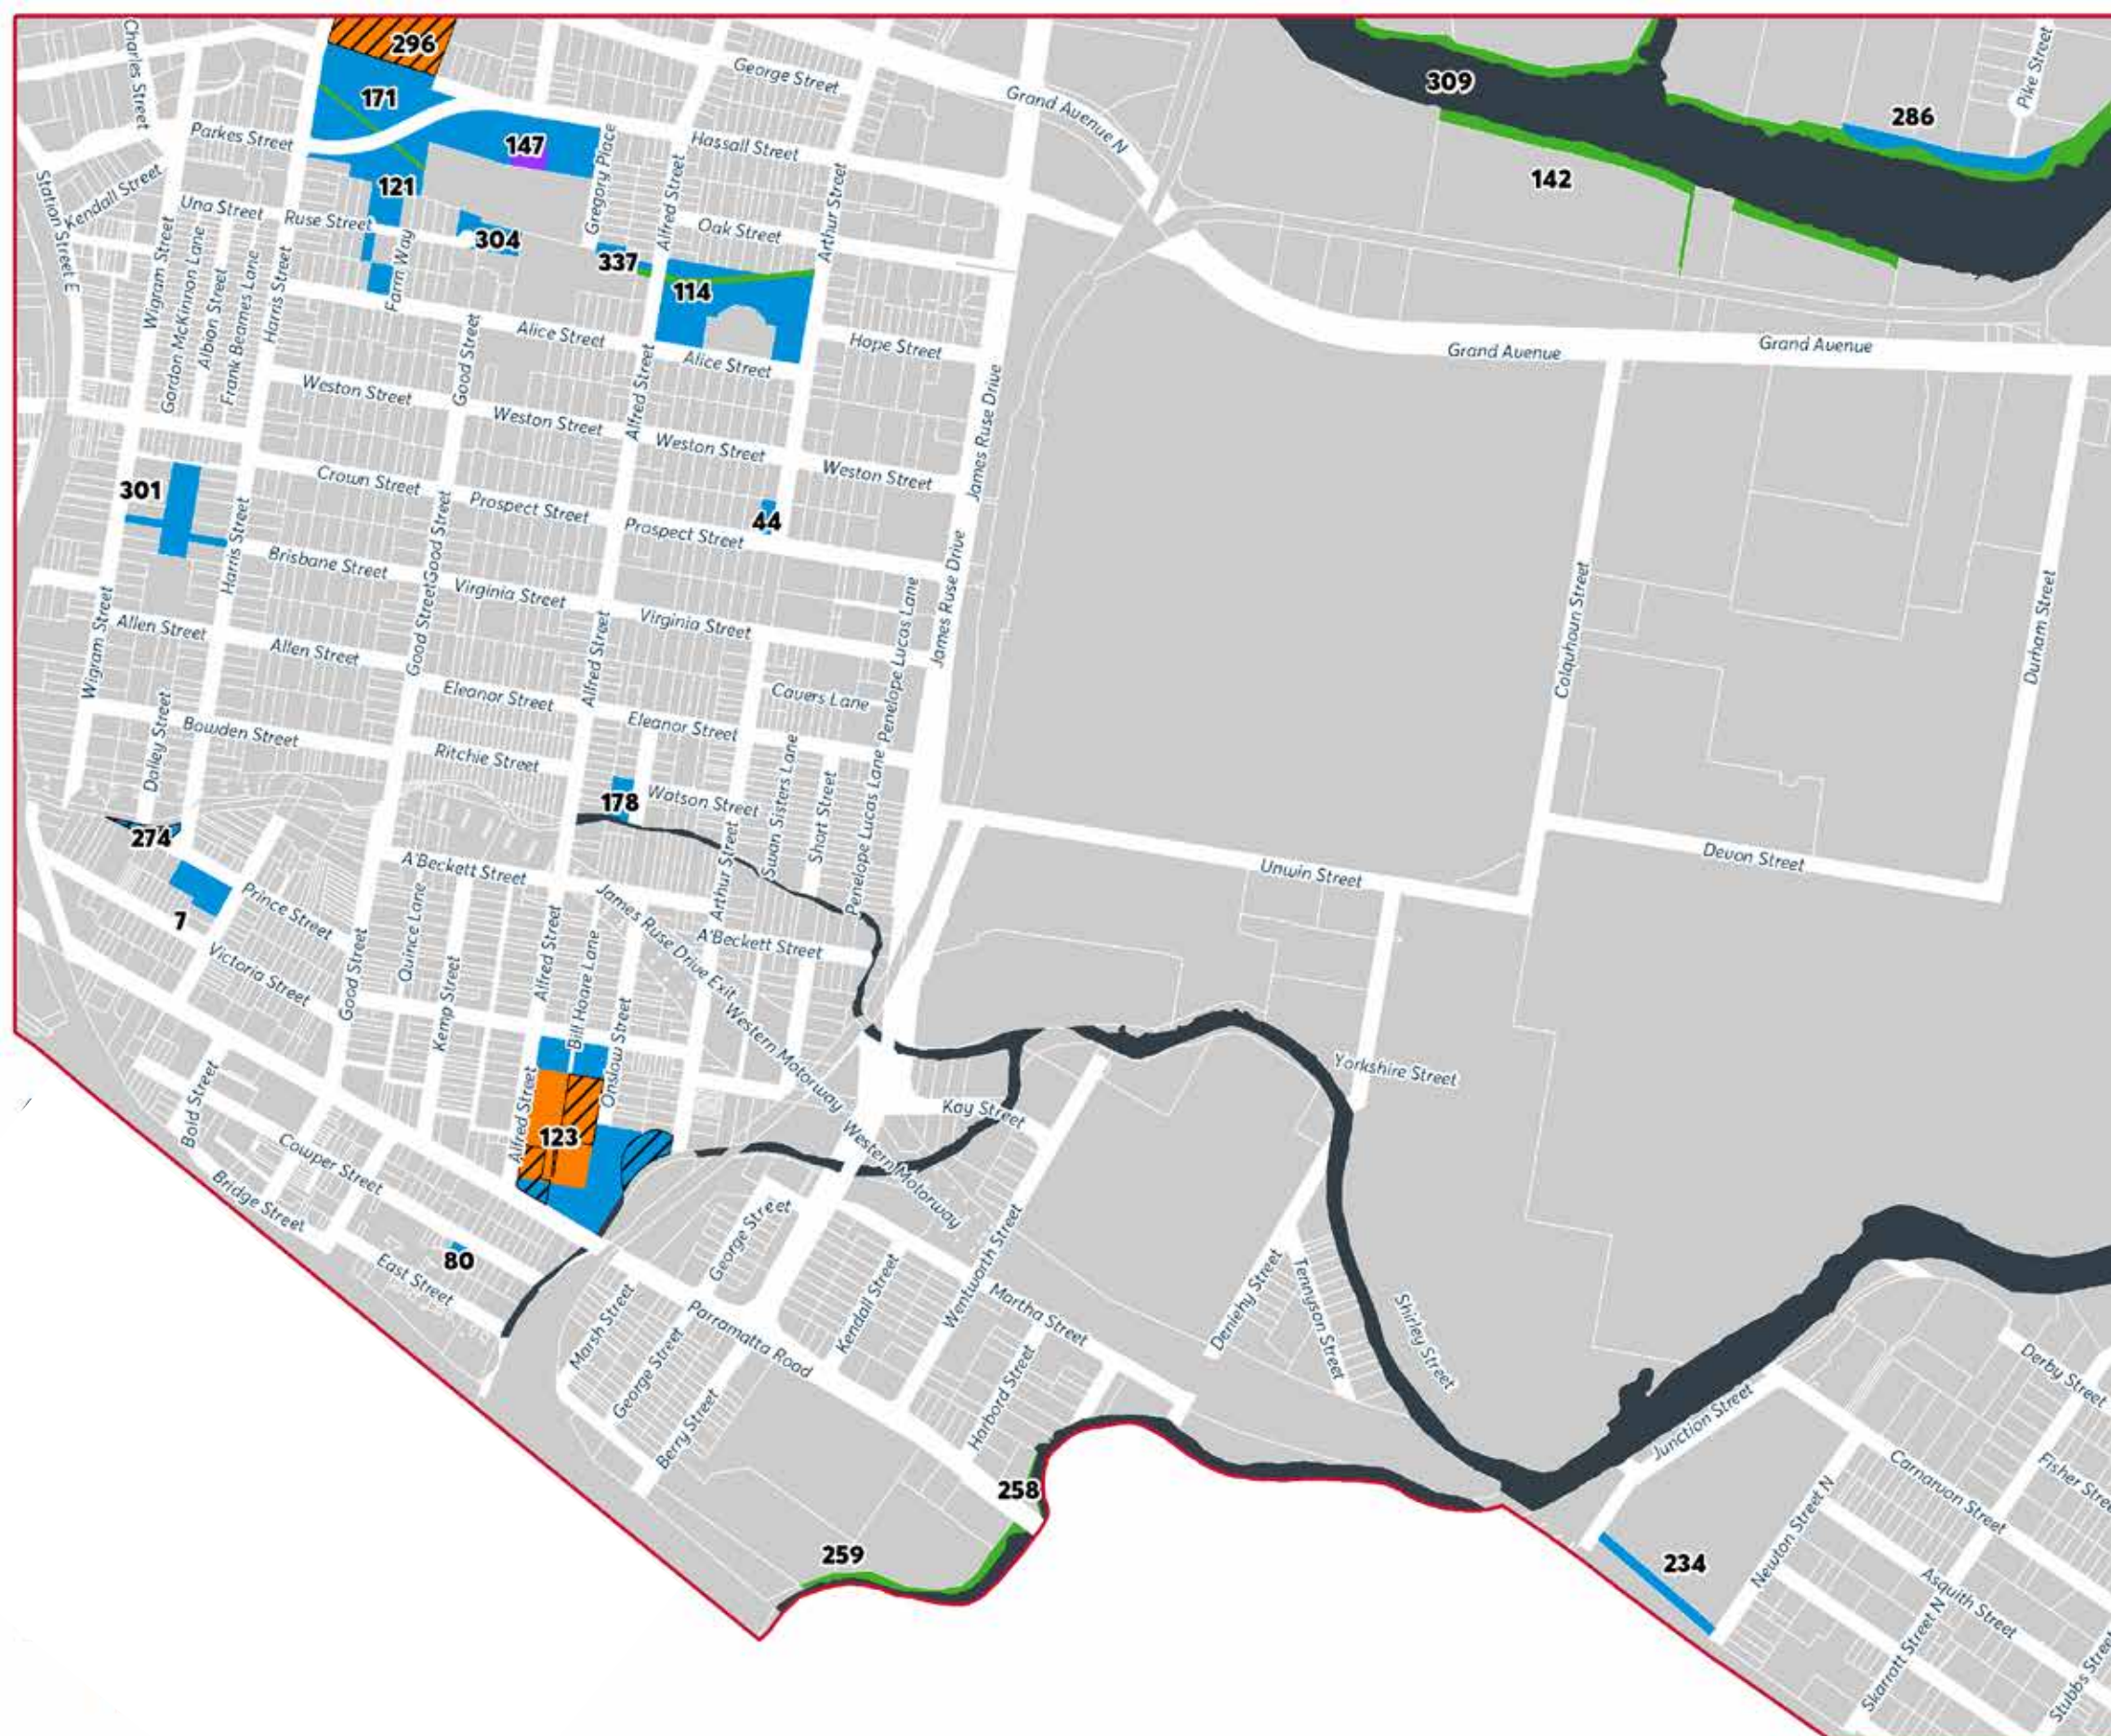 Charles Street
296
George Street
Grand Avenue N
309
Pike Street
171
286
Parkes Street
147
Hassall Street
142
Station Street E
Kendall Street
121
Gregory Place
Alfred Street
Arthur Street
Una Street
Ruse Street
304
Oak Street
Wigram Street
Gordon McKinnon Lane
Albion Street
Frank Beames Lane
Harris Street
Farm Way
337
114
Good Street
Alice Street
Alfred Street
Alice Street
Hope Street
Grand Avenue
Grand Avenue
Weston Street
Weston Street
Weston Street
Weston Street
James Ruse Drive
301
Crown Street
Good Street
Prospect Street
Prospect Street
44
Harris Street
Brisbane Street
Virginia Street
Virginia Street
James Ruse Drive
Colquhoun Street
Durham Street
Wigram Street
Allen Street
Allen Street
Good Street
Alfred Street
Penelope Lucas Lane
Dalley Street
Bowden Street
Eleanor Street
Eleanor Street
Cavers Lane
Ritchie Street
178
Watson Street
Swan Sisters Lane
Short Street
Penelope Lucas Lane
274
A'Beckett Street
Arthur Street
Unwin Street
Devon Street
7
Prince Street
Quince Lane
Alfred Street
Bill Hoare Lane
James Ruse Drive Exit
A'Beckett Street
Victoria Street
Good Street
Kemp Street
Onslow Street
Western Motorway
Yorkshire Street
Bold Street
Alfred Street
123
Kay Street
Western Motorway
Cowper Street
Bridge Street
80
East Street
George Street
Wentworth Street
Marsh Street
George Street
Parramatta Road
Kendall Street
Martha Street
Deniehy Street
Tennyson Street
Shirley Street
Derby Street
Berry Street
Harbord Street
Junction Street
258
259
Carnarvon Street
Fisher Stree
234
Newton Street N
Asquith Street
Skarratt Street N
Stubbs Street